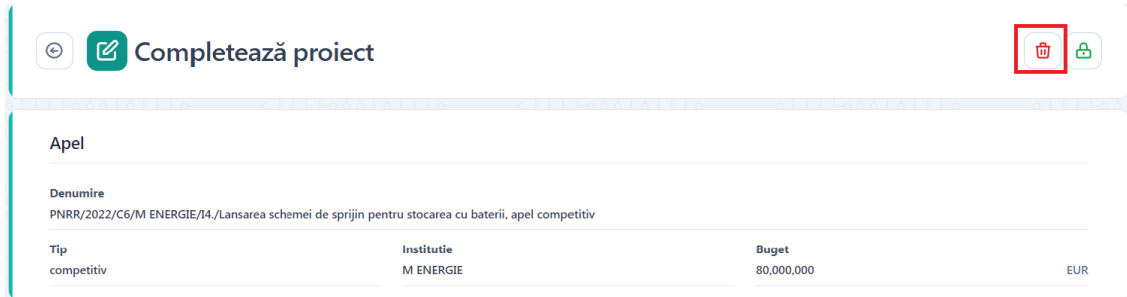 Completează proiect
Apel
Denumire
PNRR/2022/C6/M ENERGIE/I4./Lansarea schemei de sprijin pentru stocarea cu baterii, apel competitiv
Tip Institutie Buget
competitiv M ENERGIE 80,000,000 EUR